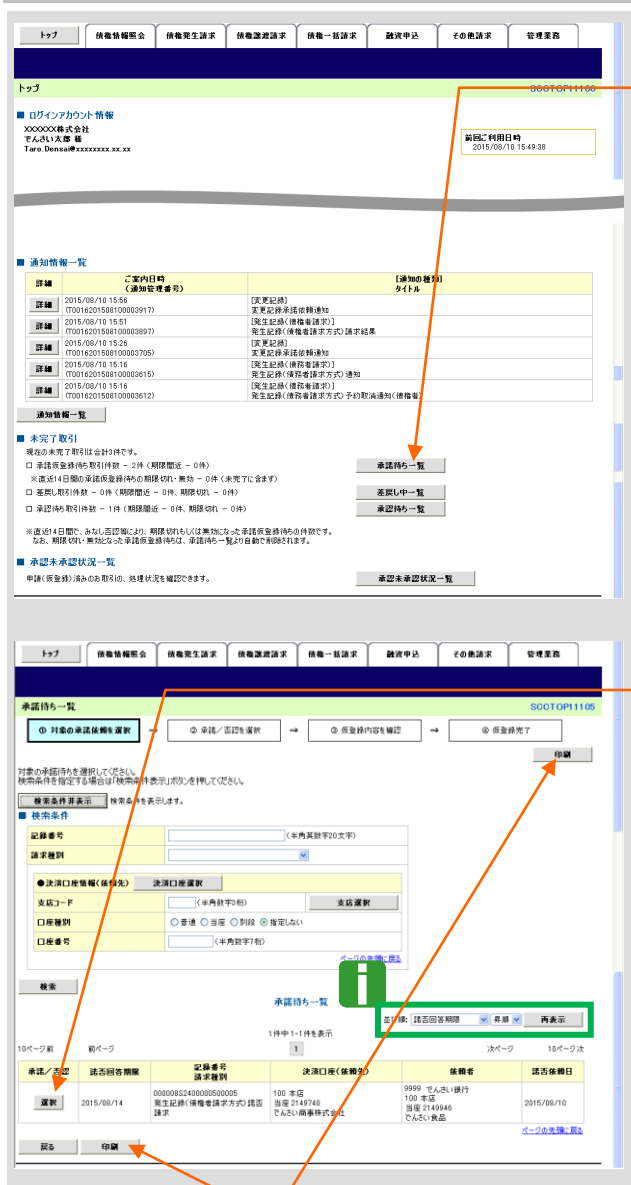 トップ 債権情報照会 債権発生請求 債権譲渡請求 債権一括請求 融資申込 その他請求 管理業務
トップ SCCTOP11100
■ ログインアカウント情報
XXXXXX株式会社
でんさい太郎 様
Taro.Densai@xxxxxxxx.xx.xx
前回ご利用日時
2015/08/10 15:49:38
■ 通知情報一覧
詳細 ご案内日時 [通知の種類]
(通知管理番号) タイトル
詳細 2015/08/10 15:56 [変更記録]
(T0016201508100003917) 変更記録承諾依頼通知
詳細 2015/08/10 15:51 [発生記録(債権者請求)]
(T0016201508100003897) 発生記録(債権者請求方式)請求結果
詳細 2015/08/10 15:26 [変更記録]
(T0016201508100003705) 変更記録承諾依頼通知
詳細 2015/08/10 15:16 [発生記録(債務者請求)]
(T0016201508100003615) 発生記録(債務者請求方式)通知
詳細 2015/08/10 15:16 [発生記録(債務者請求)]
(T0016201508100003612) 発生記録(債務者請求方式)予約取消通知(債権者)
通知情報一覧
■ 未完了取引
現在の未完了取引は合計3件です。
□ 承諾仮登録待ち取引件数 - 2件(期限間近 - 0件) 承諾待ち一覧
※直近14日間の承諾仮登録待ちの期限切れ・無効 - 0件(未完了に含まず)
□ 差戻し取引件数 - 0件(期限間近 - 0件、期限切れ - 0件) 差戻し中一覧
□ 承認待ち取引件数 - 1件(期限間近 - 0件、期限切れ - 0件) 承認待ち一覧
※直近14日間で、みなし否認等により、期限切れもしくは無効になった承諾仮登録待ちの件数です。
なお、期限切れ・無効となった承諾仮登録待ちは、承諾待ち一覧より自動で削除されます。
■ 承認未承認状況一覧
申請(仮登録)済みのお取引の、処理状況を確認できます。 承認未承認状況一覧
トップ 債権情報照会 債権発生請求 債権譲渡請求 債権一括請求 融資申込 その他請求 管理業務
承諾待ち一覧 SCCTOP11105
① 対象の承諾依頼を選択 → ② 承諾/否認を選択 → ③ 仮登録内容を確認 → ④ 仮登録完了
印刷
対象の承諾待ちを選択してください。
検索条件を指定する場合は「検索条件表示」ボタンを押してください。
検索条件非表示 検索条件を表示します。
■ 検索条件
記録番号 (半角英数字20文字)
請求種別
●決済口座情報(依頼先) 決済口座選択
支店コード (半角数字3桁) 支店選択
口座種別 ○普通 ○当座 ○別段 ◉指定しない
口座番号 (半角数字7桁)
ページの先頭に戻る
検索
承諾待ち一覧
i
並び順: 諾否回答期限 昇順 再表示
1件中 1-1件を表示
10ページ前 前ページ 1 次ページ 10ページ次
承諾/否認 諾否回答期限 記録番号 決済口座(依頼先) 依頼者 諾否依頼日
請求種別
選択 2015/08/14 000008S2400000500005 100 本店 9999 でんさい銀行 2015/08/10
発生記録(債権者請求方式)諾否請求 当座 2149740 100 本店
でんさい商事株式会社 当座 2149946
でんさい食品
ページの先頭に戻る
戻る 印刷